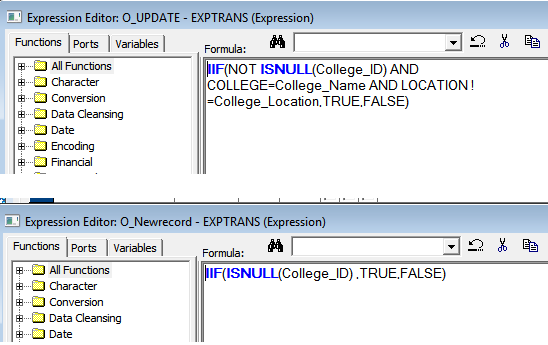 Expression Editor: O_UPDATE - EXPTRANS (Expression)
Functions Ports Variables Formula:
All Functions
Character
Conversion
Data Cleansing
Date
Encoding
Financial
IIF(NOT ISNULL(College_ID) AND
COLLEGE=College_Name AND LOCATION !
=College_Location,TRUE,FALSE)
Expression Editor: O_Newrecord - EXPTRANS (Expression)
Functions Ports Variables Formula:
All Functions
Character
Conversion
Data Cleansing
Date
IIF(ISNULL(College_ID) ,TRUE,FALSE)